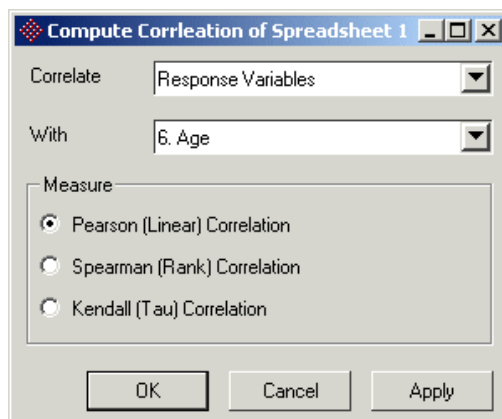 Compute Corrleation of Spreadsheet 1
Correlate Response Variables
With 6. Age
Measure
Pearson (Linear) Correlation
Spearman (Rank) Correlation
Kendall (Tau) Correlation
OK Cancel Apply